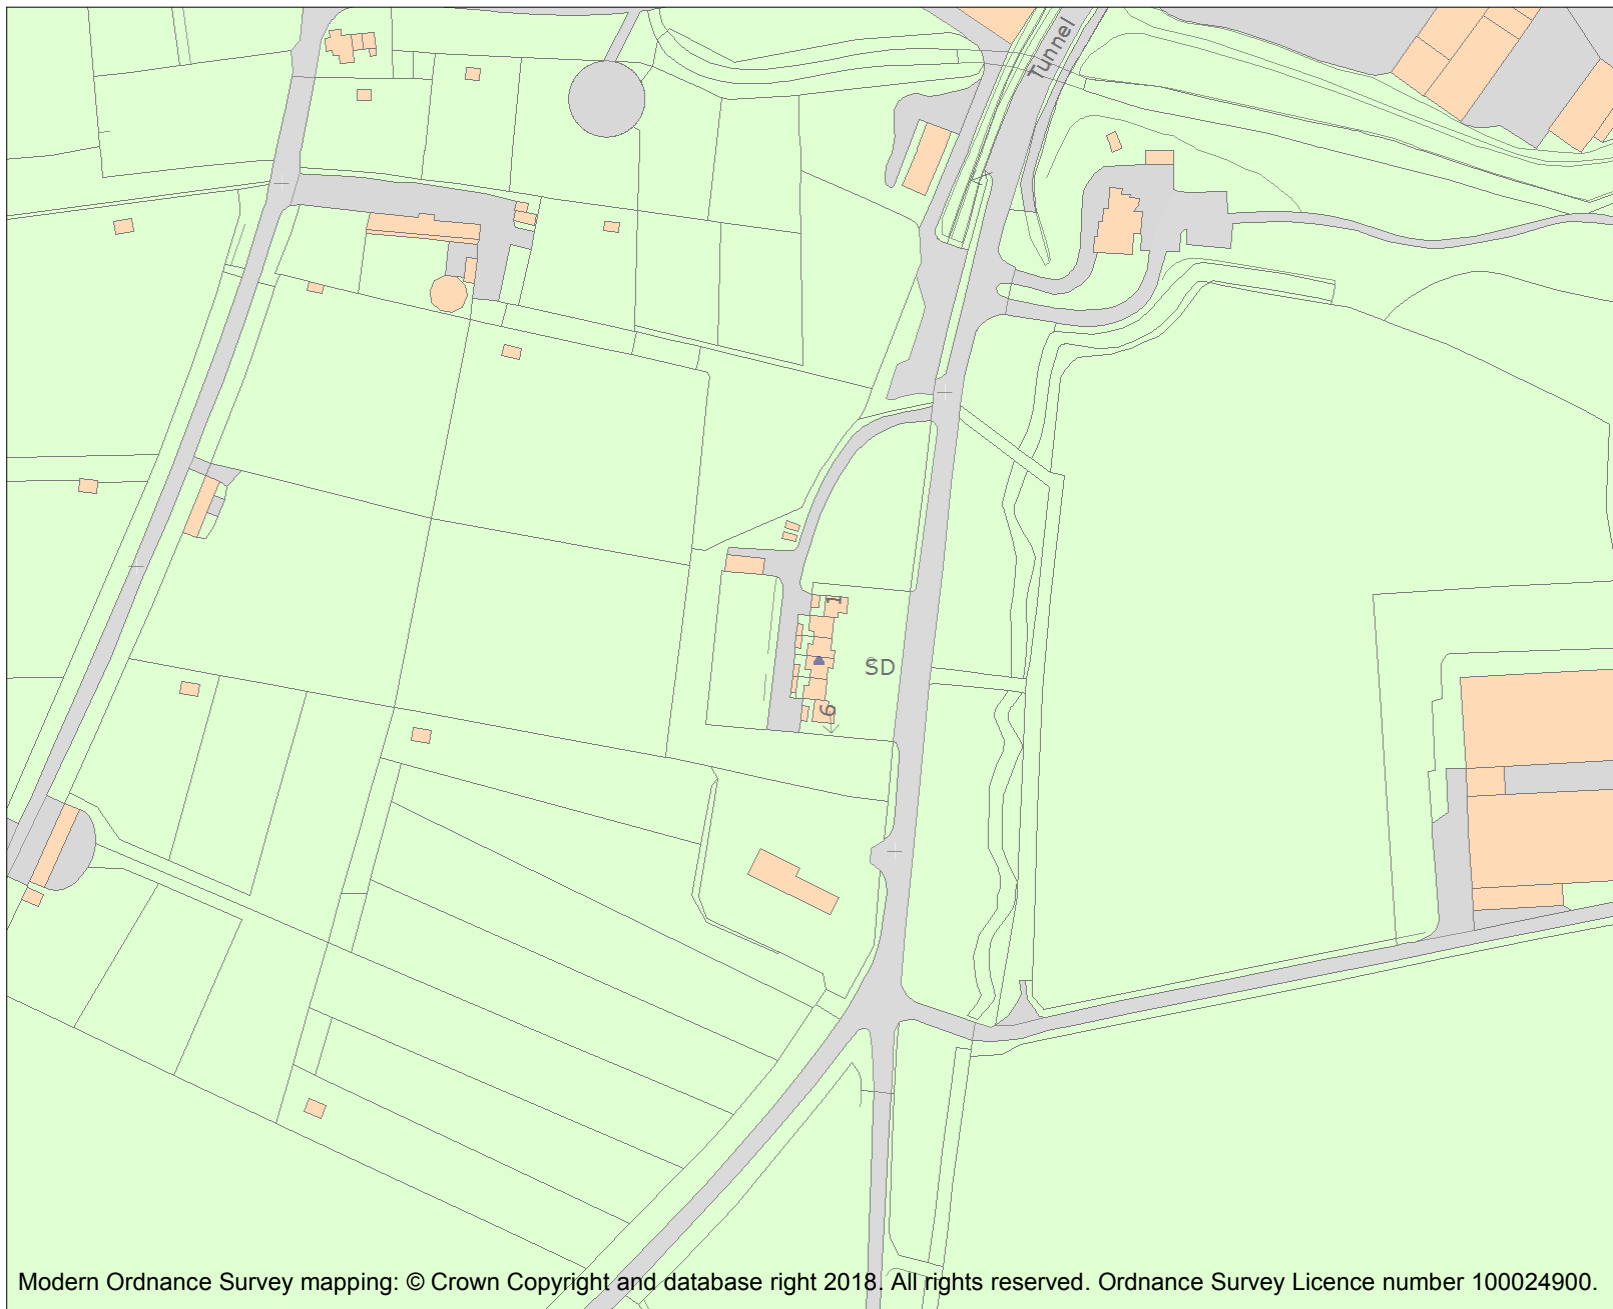 Tunnel
1
SD
6
Modern Ordnance Survey mapping: © Crown Copyright and database right 2018. All rights reserved. Ordnance Survey Licence number 100024900.